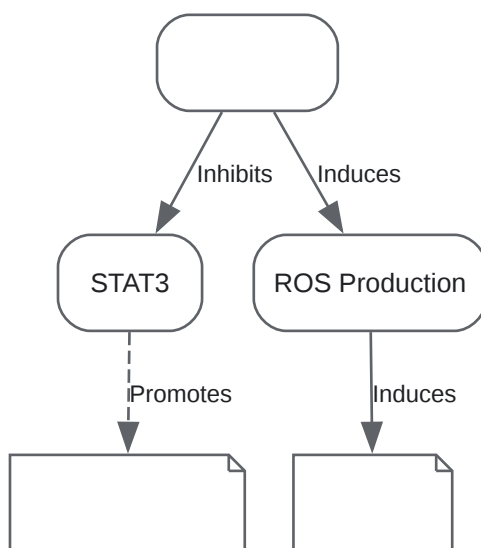 Inhibits
Induces
STAT3
ROS Production
Promotes
Induces